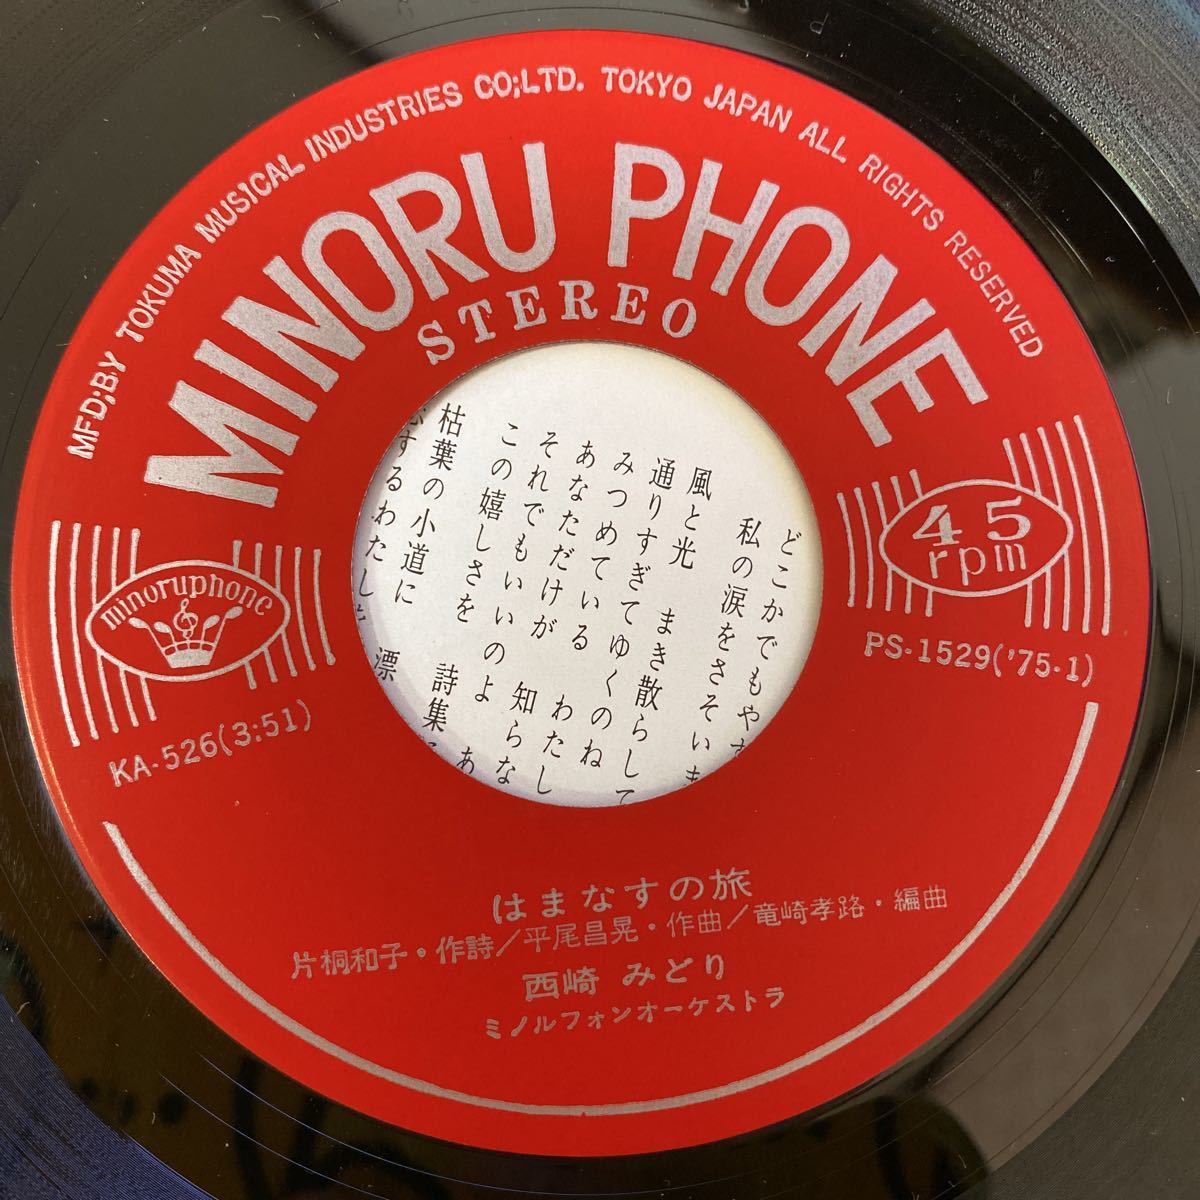 MFD;BY TOKUMA MUSICAL INDUSTRIES CO;LTD. TOKYO JAPAN ALL RIGHTS RESERVED
MINORU PHONE
STEREO
minoruphone
KA-526(3:51)
45
rpm
PS-1529('75-1)
どこかでもや
私の涙をさそい
風と光 まき散らして
通りすぎてゆくのね
みつめている わたし
あなただけが 知らな
それでもいいのよ あ
この嬉しさを 詩集
枯葉の小道に 漂
するわたし
はまなすの旅
片桐和子・作詩/平尾昌晃・作曲/竜崎孝路・編曲
西崎 みどり
ミノルフォンオーケストラ